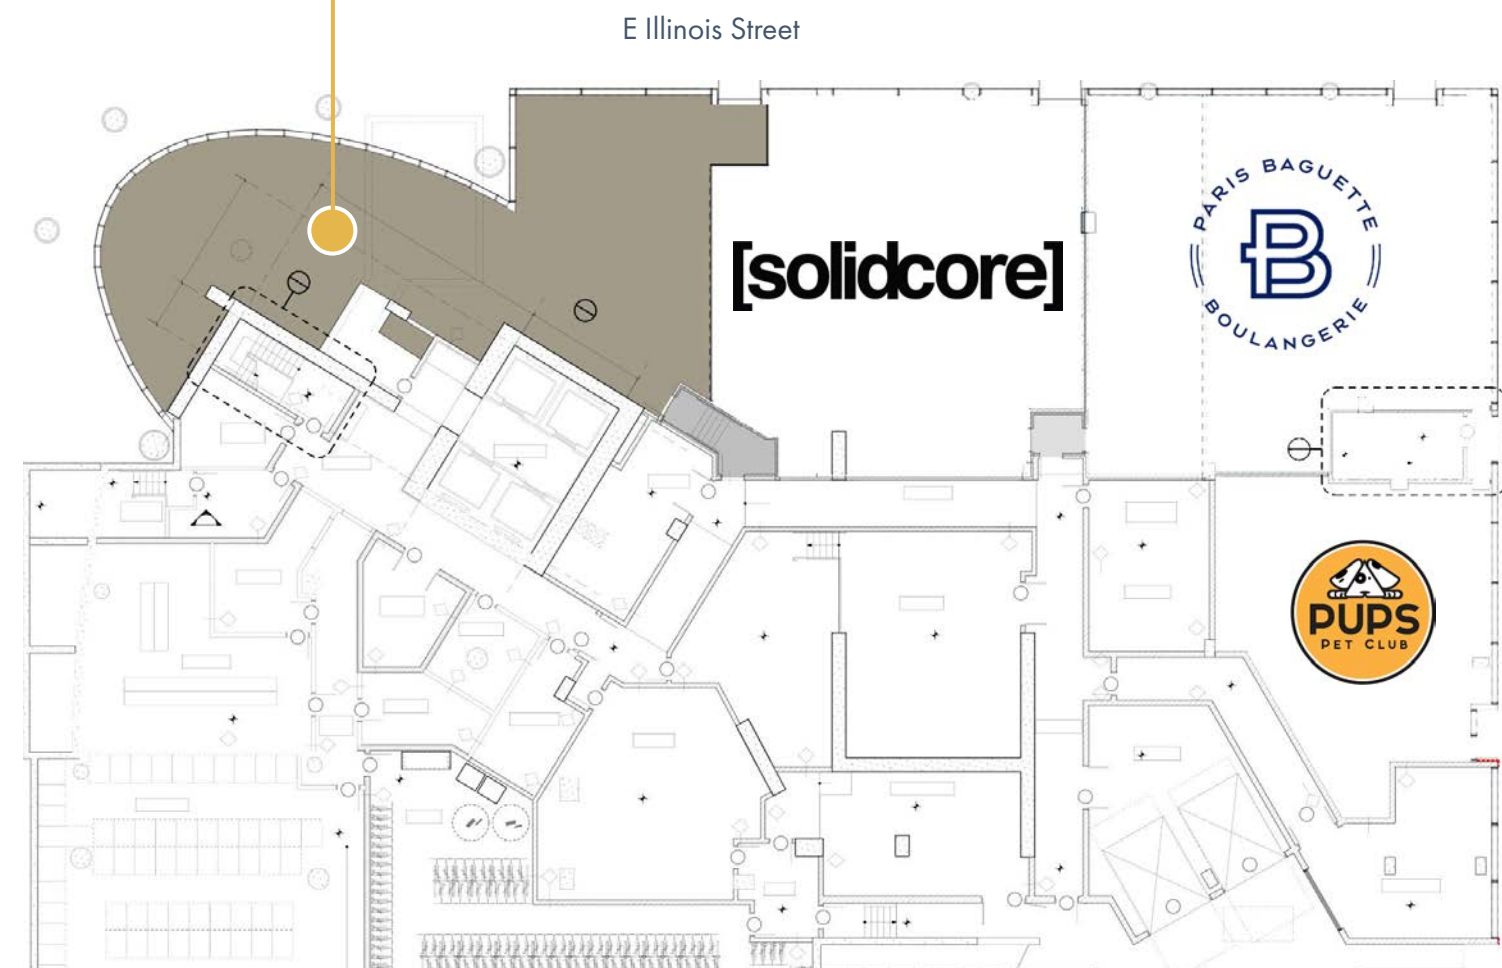 E Illinois Street
[solidcore]
PARIS BAGUETTE
B
BOULANGERIE
PUPS
PET CLUB